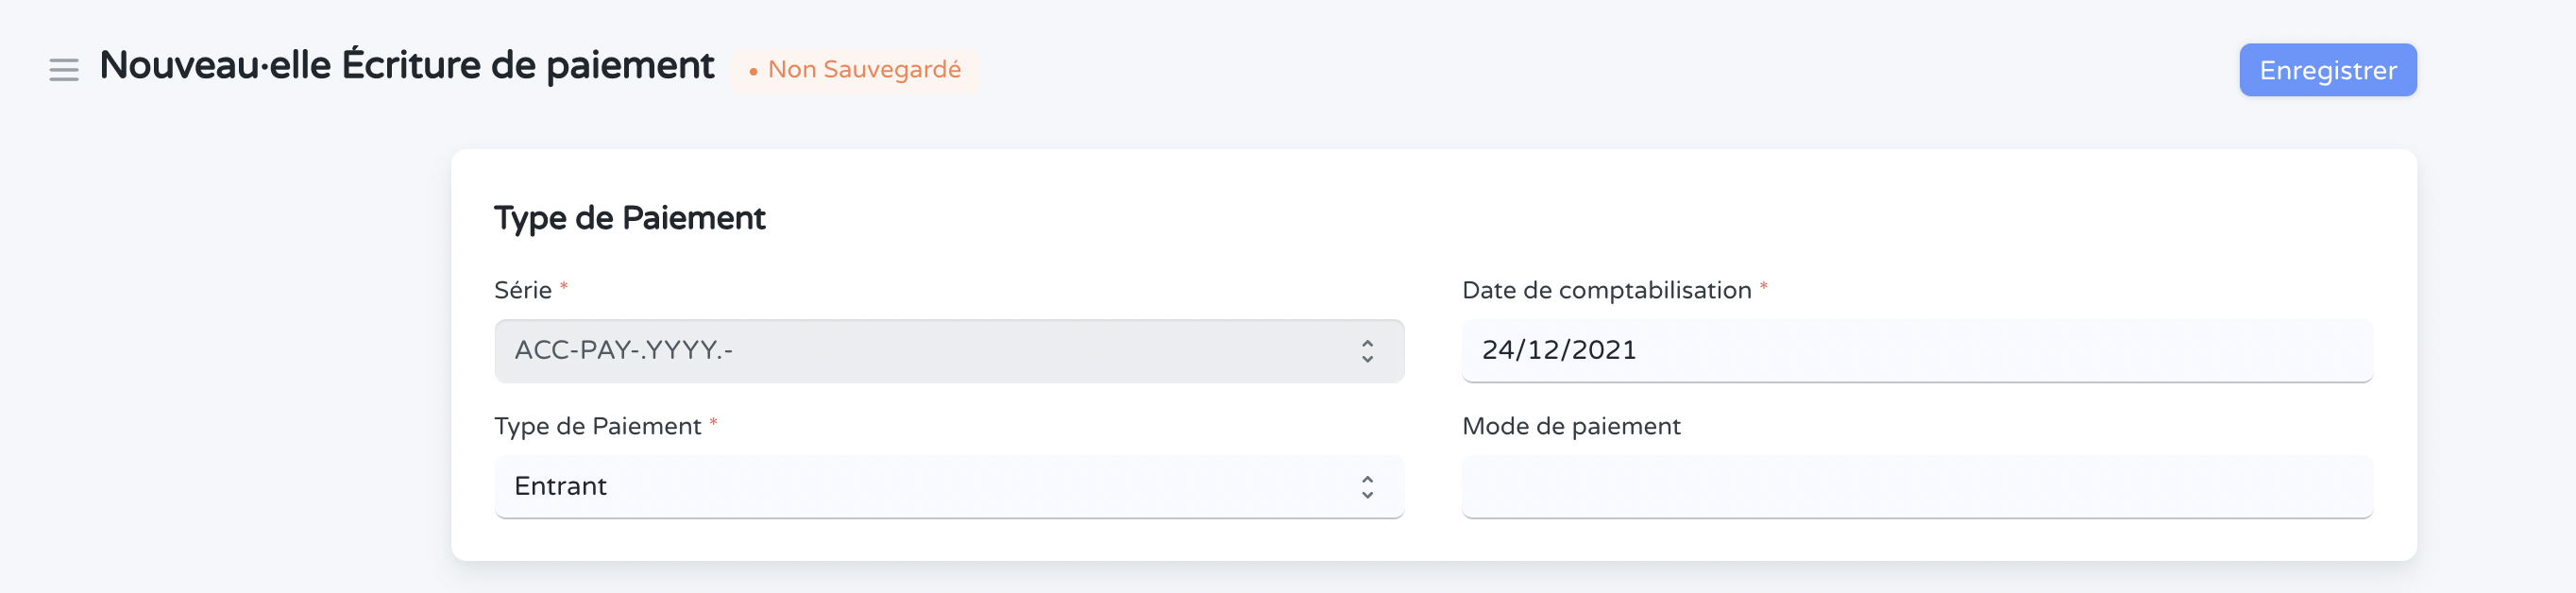 Nouveau·elle Écriture de paiement • Non Sauvegardé Enregistrer
Type de Paiement
Série * Date de comptabilisation *
ACC-PAY-.YYYY.- 24/12/2021
Type de Paiement * Mode de paiement
Entrant